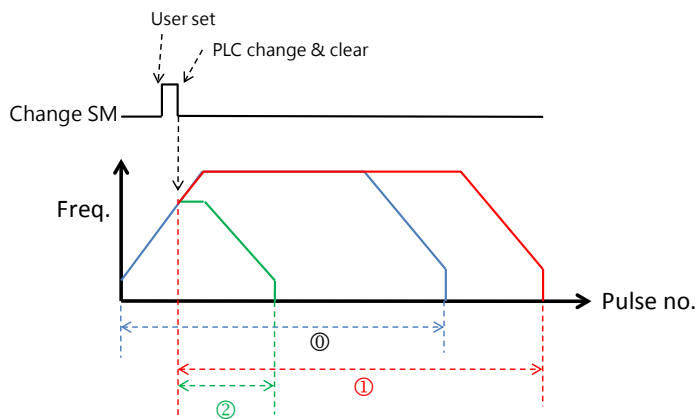 User set
PLC change & clear
Change SM
Freq.
Pulse no.
⓪
①
②